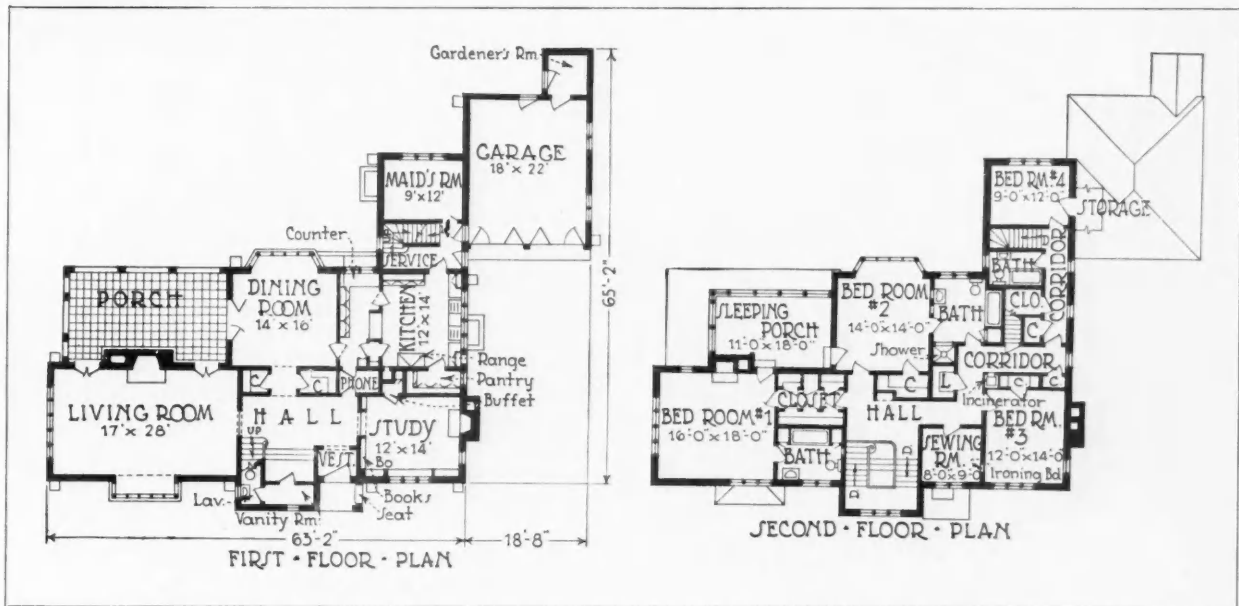 Gardener's Rm.
GARAGE
18' x 22'
MAID'S RM
9' x 12'
Counter
SERVICE
PORCH
DINING
ROOM
14' x 16'
KITCHEN
12' x 14'
65'-2"
Range
Pantry
Buffet
C
C
PHONE
LIVING ROOM
17' x 28'
HALL
UP
STUDY
12' x 14'
VEST.
Bo
Books
Seat
Lav.
Vanity Rm.
63'-2"
18'-8"
FIRST - FLOOR - PLAN
BED RM. #4
9'-0" x 12'-0"
STORAGE
D
BATH
CORRIDOR
CLO.
C
BED ROOM
#2
14'-0" x 14'-0"
BATH
SLEEPING
PORCH
11'-0 x 18'-0"
Shower
CORRIDOR
C
L
C
C
Incinerator
CLOSET
HALL
BED ROOM #1
16'-0" x 18'-0"
BED RM.
#3
12'-0" x 14'-0"
SEWING
RM.
8'-0 x 9'-0
Ironing Bd.
BATH
D
D
SECOND - FLOOR - PLAN